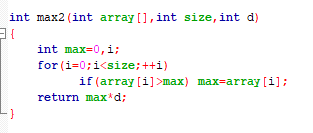 int max2(int array[],int size,int d)
{
    int max=0,i;
    for(i=0;i<size;++i)
          if(array[i]>max) max=array[i];
    return max*d;
}